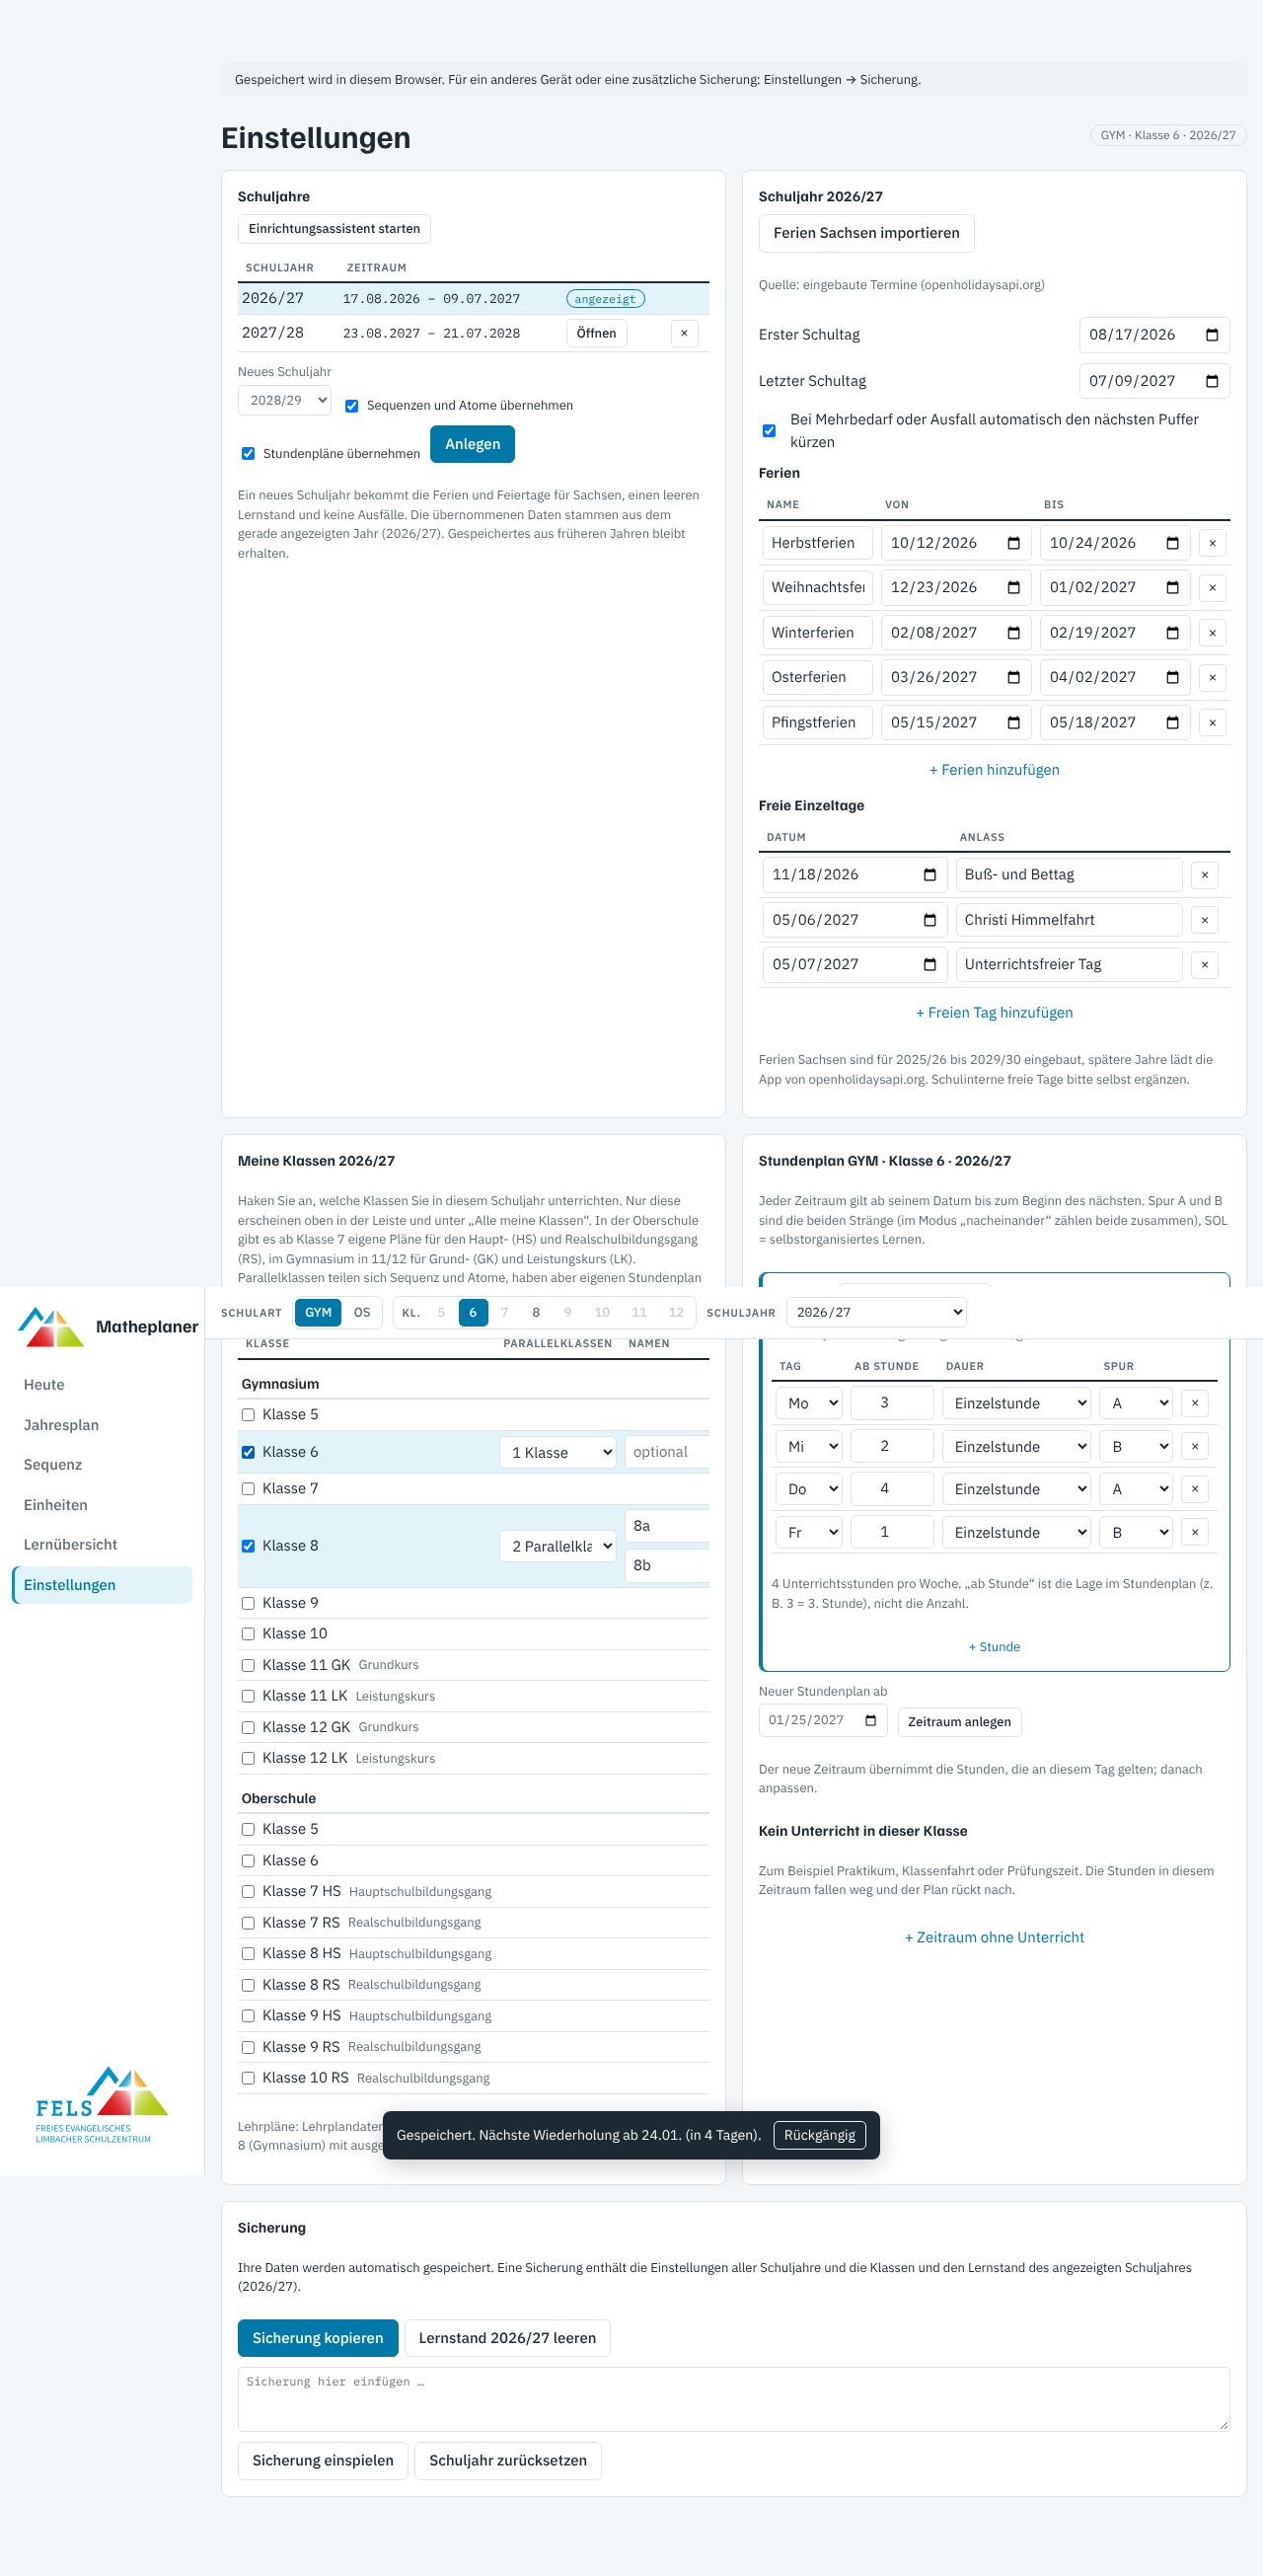 Gespeichert wird in diesem Browser. Für ein anderes Gerät oder eine zusätzliche Sicherung: Einstellungen → Sicherung.
Einstellungen
GYM · Klasse 6 · 2026/27
Schuljahre
Einrichtungsassistent starten
SCHULJAHR ZEITRAUM
2026/27 17.08.2026 – 09.07.2027 angezeigt
2027/28 23.08.2027 – 21.07.2028 Öffnen ×
Neues Schuljahr
2028/29 Sequenzen und Atome übernehmen
Stundenpläne übernehmen Anlegen
Ein neues Schuljahr bekommt die Ferien und Feiertage für Sachsen, einen leeren
Lernstand und keine Ausfälle. Die übernommenen Daten stammen aus dem
gerade angezeigten Jahr (2026/27). Gespeichertes aus früheren Jahren bleibt
erhalten.
Schuljahr 2026/27
Ferien Sachsen importieren
Quelle: eingebaute Termine (openholidaysapi.org)
Erster Schultag 08/17/2026
Letzter Schultag 07/09/2027
Bei Mehrbedarf oder Ausfall automatisch den nächsten Puffer
kürzen
Ferien
NAME VON BIS
Herbstferien 10/12/2026 10/24/2026 ×
Weihnachtsfer 12/23/2026 01/02/2027 ×
Winterferien 02/08/2027 02/19/2027 ×
Osterferien 03/26/2027 04/02/2027 ×
Pfingstferien 05/15/2027 05/18/2027 ×
+ Ferien hinzufügen
Freie Einzeltage
DATUM ANLASS
11/18/2026 Buß- und Bettag ×
05/06/2027 Christi Himmelfahrt ×
05/07/2027 Unterrichtsfreier Tag ×
+ Freien Tag hinzufügen
Ferien Sachsen sind für 2025/26 bis 2029/30 eingebaut, spätere Jahre lädt die
App von openholidaysapi.org. Schulinterne freie Tage bitte selbst ergänzen.
Meine Klassen 2026/27
Haken Sie an, welche Klassen Sie in diesem Schuljahr unterrichten. Nur diese
erscheinen oben in der Leiste und unter „Alle meine Klassen“. In der Oberschule
gibt es ab Klasse 7 eigene Pläne für den Haupt- (HS) und Realschulbildungsgang
(RS), im Gymnasium in 11/12 für Grund- (GK) und Leistungskurs (LK).
Parallelklassen teilen sich Sequenz und Atome, haben aber eigenen Stundenplan
Stundenplan GYM · Klasse 6 · 2026/27
Jeder Zeitraum gilt ab seinem Datum bis zum Beginn des nächsten. Spur A und B
sind die beiden Stränge (im Modus „nacheinander“ zählen beide zusammen), SOL
= selbstorganisiertes Lernen.
Matheplaner
SCHULART GYM OS KL. 5 6 7 8 9 10 11 12 SCHULJAHR 2026/27
Heute
Jahresplan
Sequenz
Einheiten
Lernübersicht
Einstellungen
FELS
FREIES EVANGELISCHES
LIMBACHER SCHULZENTRUM
KLASSE PARALLELKLASSEN NAMEN
Gymnasium
Klasse 5
Klasse 6 1 Klasse optional
Klasse 7
Klasse 8 2 Parallelkla 8a
8b
Klasse 9
Klasse 10
Klasse 11 GK Grundkurs
Klasse 11 LK Leistungskurs
Klasse 12 GK Grundkurs
Klasse 12 LK Leistungskurs
Oberschule
Klasse 5
Klasse 6
Klasse 7 HS Hauptschulbildungsgang
Klasse 7 RS Realschulbildungsgang
Klasse 8 HS Hauptschulbildungsgang
Klasse 8 RS Realschulbildungsgang
Klasse 9 HS Hauptschulbildungsgang
Klasse 9 RS Realschulbildungsgang
Klasse 10 RS Realschulbildungsgang
Lehrpläne: Lehrplandaten
8 (Gymnasium) mit ausge
TAG AB STUNDE DAUER SPUR
Mo 3 Einzelstunde A ×
Mi 2 Einzelstunde B ×
Do 4 Einzelstunde A ×
Fr 1 Einzelstunde B ×
4 Unterrichtsstunden pro Woche. „ab Stunde“ ist die Lage im Stundenplan (z.
B. 3 = 3. Stunde), nicht die Anzahl.
+ Stunde
Neuer Stundenplan ab
01/25/2027 Zeitraum anlegen
Der neue Zeitraum übernimmt die Stunden, die an diesem Tag gelten; danach
anpassen.
Kein Unterricht in dieser Klasse
Zum Beispiel Praktikum, Klassenfahrt oder Prüfungszeit. Die Stunden in diesem
Zeitraum fallen weg und der Plan rückt nach.
+ Zeitraum ohne Unterricht
Gespeichert. Nächste Wiederholung ab 24.01. (in 4 Tagen). Rückgängig
Sicherung
Ihre Daten werden automatisch gespeichert. Eine Sicherung enthält die Einstellungen aller Schuljahre und die Klassen und den Lernstand des angezeigten Schuljahres
(2026/27).
Sicherung kopieren Lernstand 2026/27 leeren
Sicherung hier einfügen …
Sicherung einspielen Schuljahr zurücksetzen